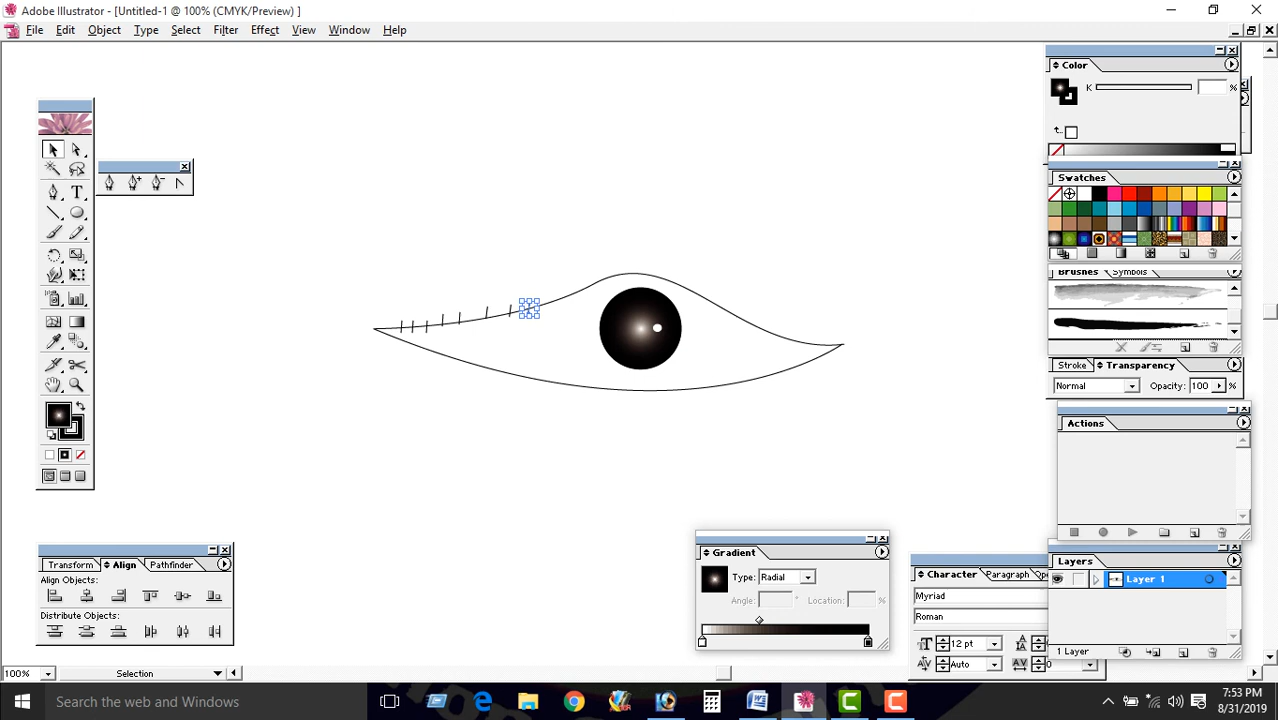 Adobe Illustrator - [Untitled-1 @ 100% (CMYK/Preview) ]
File Edit Object Type Select Filter Effect View Window Help
Color
K %
Swatches
Brushes Symbols
Stroke Transparency
Normal Opacity: 100 %
Actions
Transform Align Pathfinder
Align Objects:
Distribute Objects:
Gradient
Type: Radial
Angle: ° Location: %
Character Paragraph
Myriad
Roman
12 pt
Auto 0
Layers
Layer 1
1 Layer
100% Selection
Search the web and Windows
7:53 PM
8/31/2019